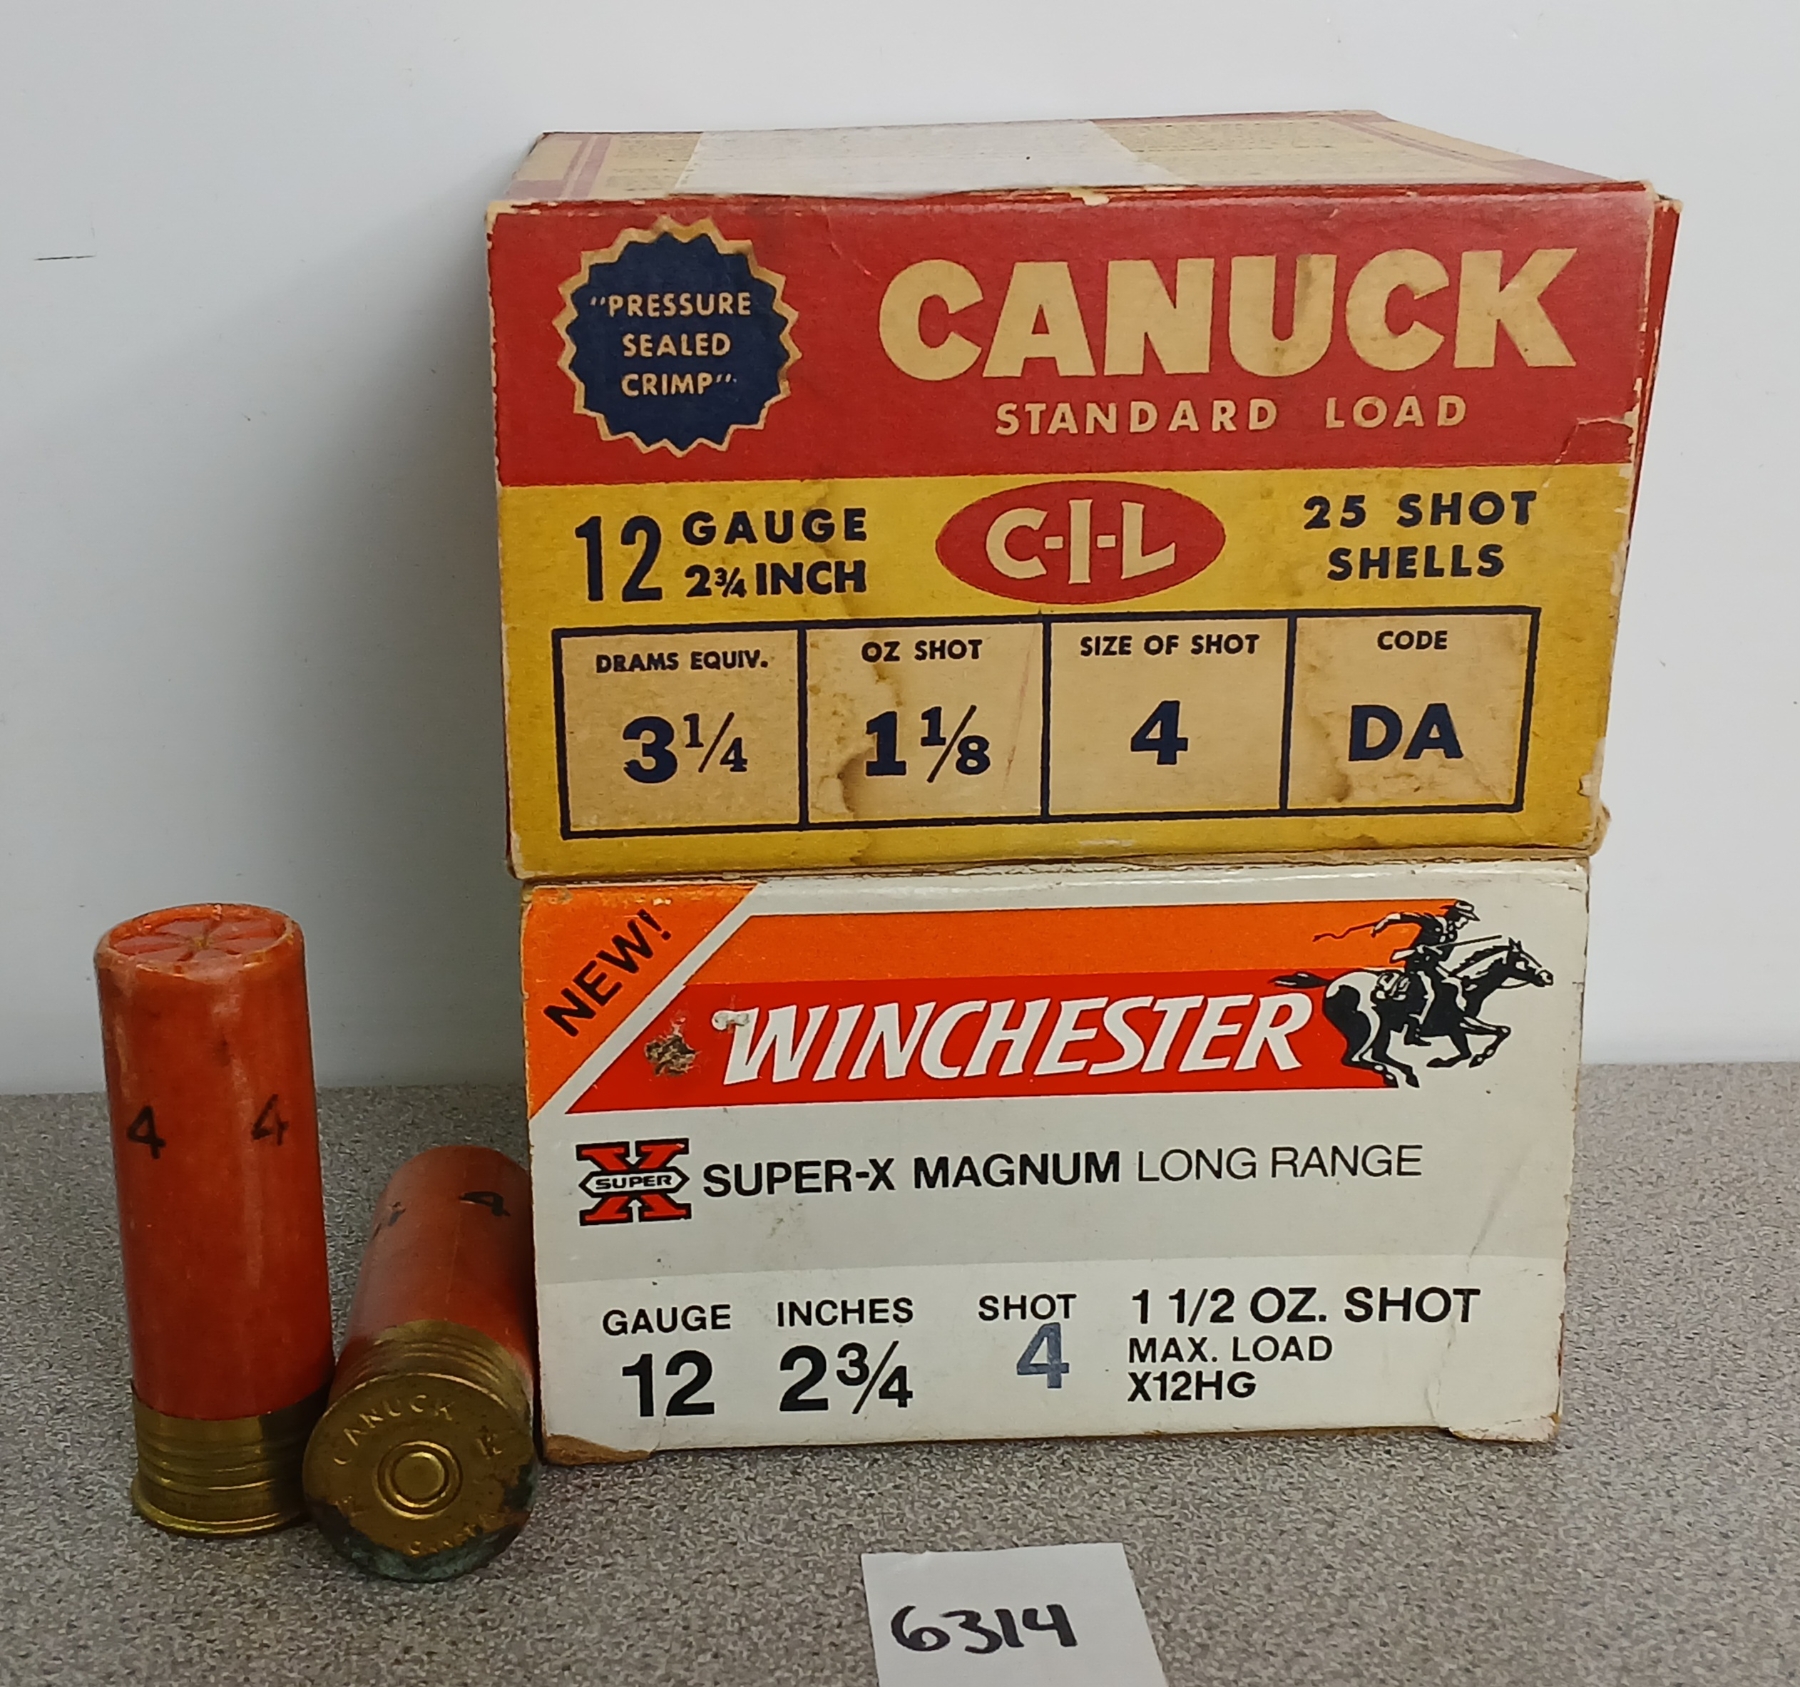 "PRESSURE
SEALED
CRIMP"
CANUCK
STANDARD LOAD
12 GAUGE
2¾ INCH
C-I-L
25 SHOT
SHELLS
DRAMS EQUIV. OZ SHOT SIZE OF SHOT CODE
3¼ 1⅛ 4 DA
NEW!
WINCHESTER
SUPER X SUPER-X MAGNUM LONG RANGE
GAUGE INCHES SHOT 1 1/2 OZ. SHOT
12 2¾ 4 MAX. LOAD
X12HG
4 4
4
CANUCK
12
6314